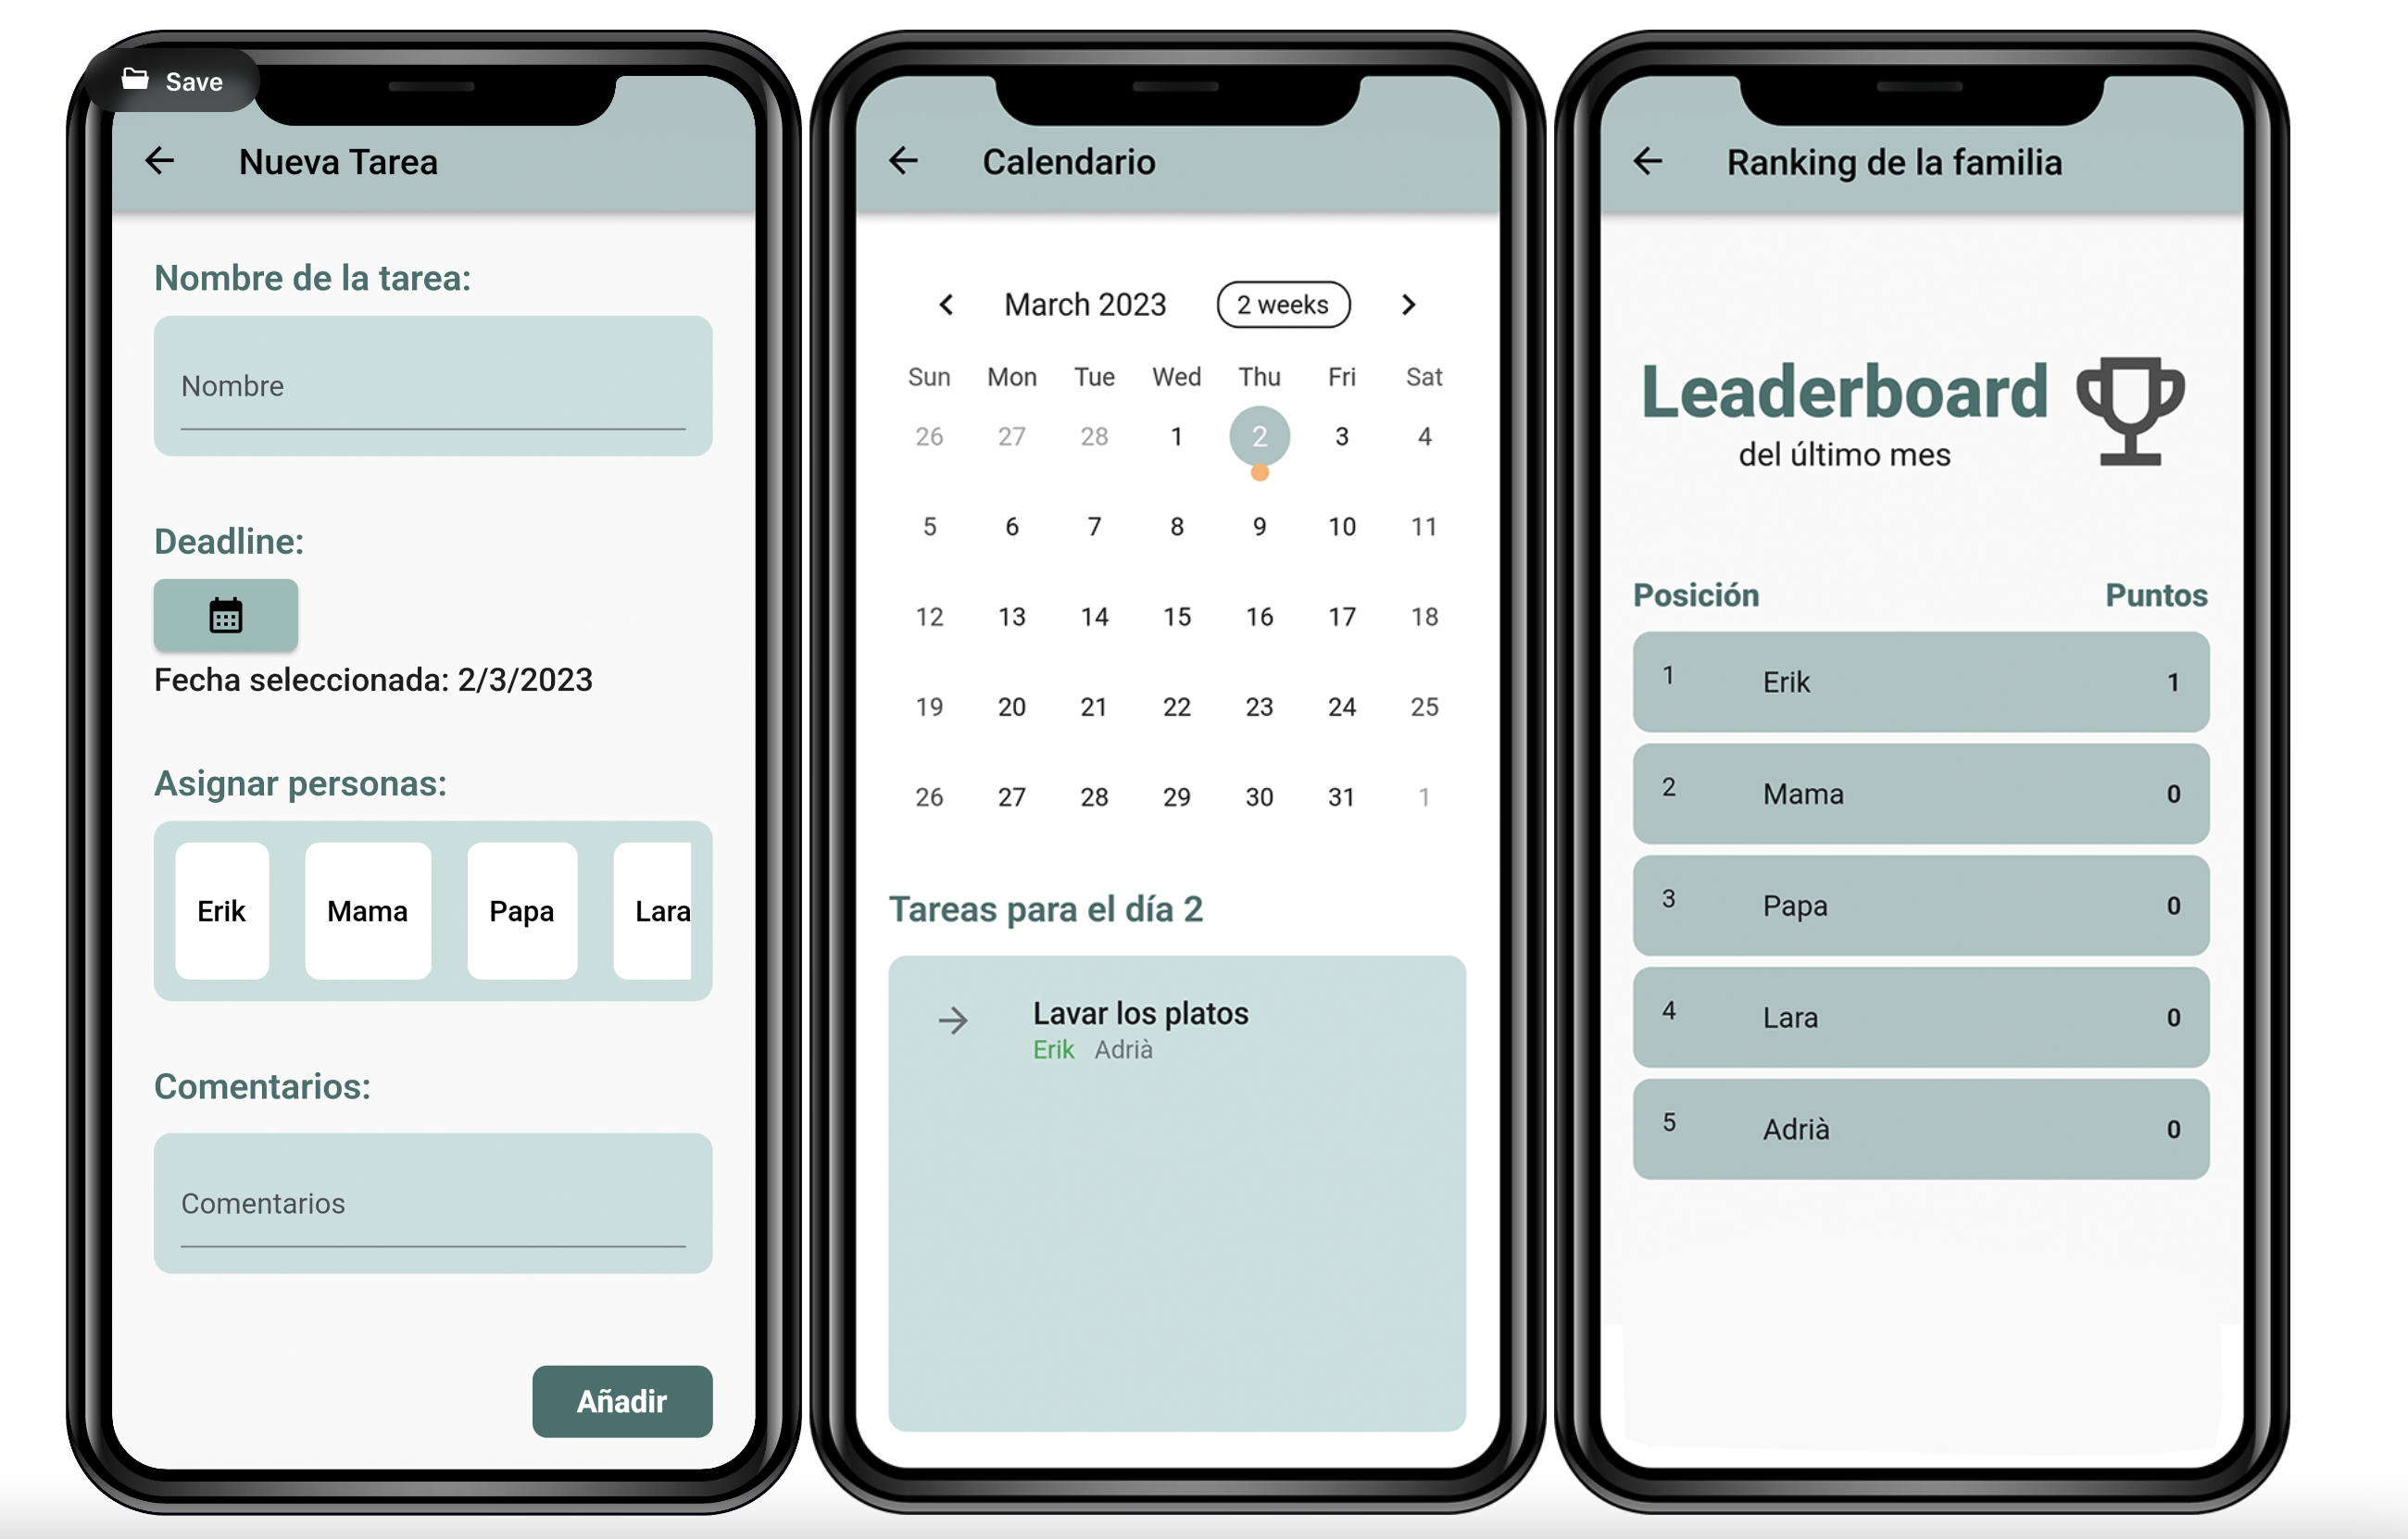 Save
Nueva Tarea
Nombre de la tarea:
Nombre
Deadline:
Fecha seleccionada: 2/3/2023
Asignar personas:
Erik Mama Papa Lara
Comentarios:
Comentarios
Añadir
Calendario
March 2023 2 weeks
Sun Mon Tue Wed Thu Fri Sat
26 27 28 1 2 3 4
5 6 7 8 9 10 11
12 13 14 15 16 17 18
19 20 21 22 23 24 25
26 27 28 29 30 31 1
Tareas para el día 2
Lavar los platos
Erik Adrià
Ranking de la familia
Leaderboard
del último mes
Posición Puntos
1 Erik 1
2 Mama 0
3 Papa 0
4 Lara 0
5 Adrià 0